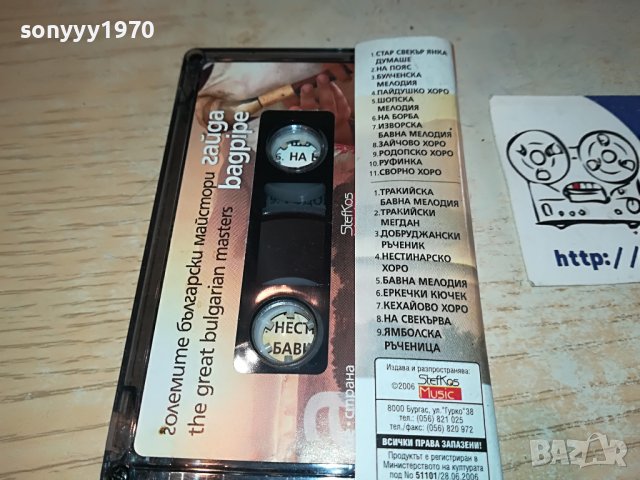 sonyyy1970
големите български майстори гайда
the great bulgarian masters bagpipe
6. НА Б
НЕСТ
БАВН
StefKos
a :страна
1. СТАР СВЕКЪР ЯНКА
ДУМАШЕ
2. НА ПОЯС
3. БУЛЧЕНСКА
МЕЛОДИЯ
4. ПАЙДУШКО ХОРО
5. ШОПСКА
МЕЛОДИЯ
6. НА БОРБА
7. ИЗВОРСКА
БАВНА МЕЛОДИЯ
8. ЗАЙЧОВО ХОРО
9. РОДОПСКО ХОРО
10. РУФИНКА
11. СВОРНО ХОРО
1. ТРАКИЙСКА
БАВНА МЕЛОДИЯ
2. ТРАКИЙСКИ
МЕГДАН
3. ДОБРУДЖАНСКИ
РЪЧЕНИК
4. НЕСТИНАРСКО
ХОРО
5. БАВНА МЕЛОДИЯ
6. ЕРКЕЧКИ КЮЧЕК
7. КЕХАЙОВО ХОРО
8. НА СВЕКЪРВА
9. ЯМБОЛСКА
РЪЧЕНИЦА
Издава и разпространява:
©2006 StefKos Music
8000 Бургас, ул."Гурко"38
тел.: (056) 821 025
тел./факс: (056) 820 972
ВСИЧКИ ПРАВА ЗАПАЗЕНИ!
Продуктът е регистриран в
Министерството на културата
под No 51101/28.06.2006
http://
BAZAR